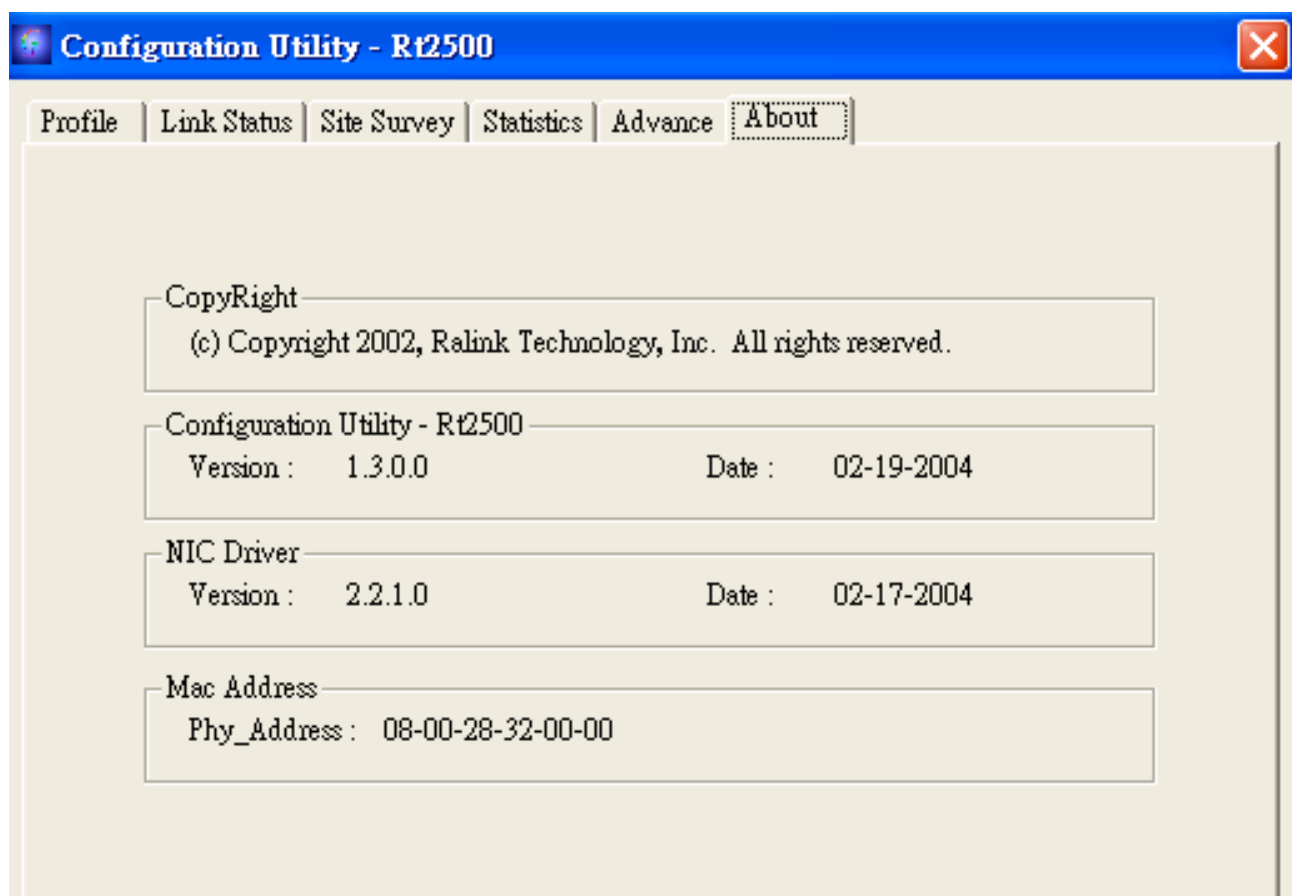 Configuration Utility - Rt2500
Profile Link Status Site Survey Statistics Advance About
CopyRight
(c) Copyright 2002, Ralink Technology, Inc. All rights reserved.
Configuration Utility - Rt2500
Version : 1.3.0.0 Date : 02-19-2004
NIC Driver
Version : 2.2.1.0 Date : 02-17-2004
Mac Address
Phy_Address : 08-00-28-32-00-00